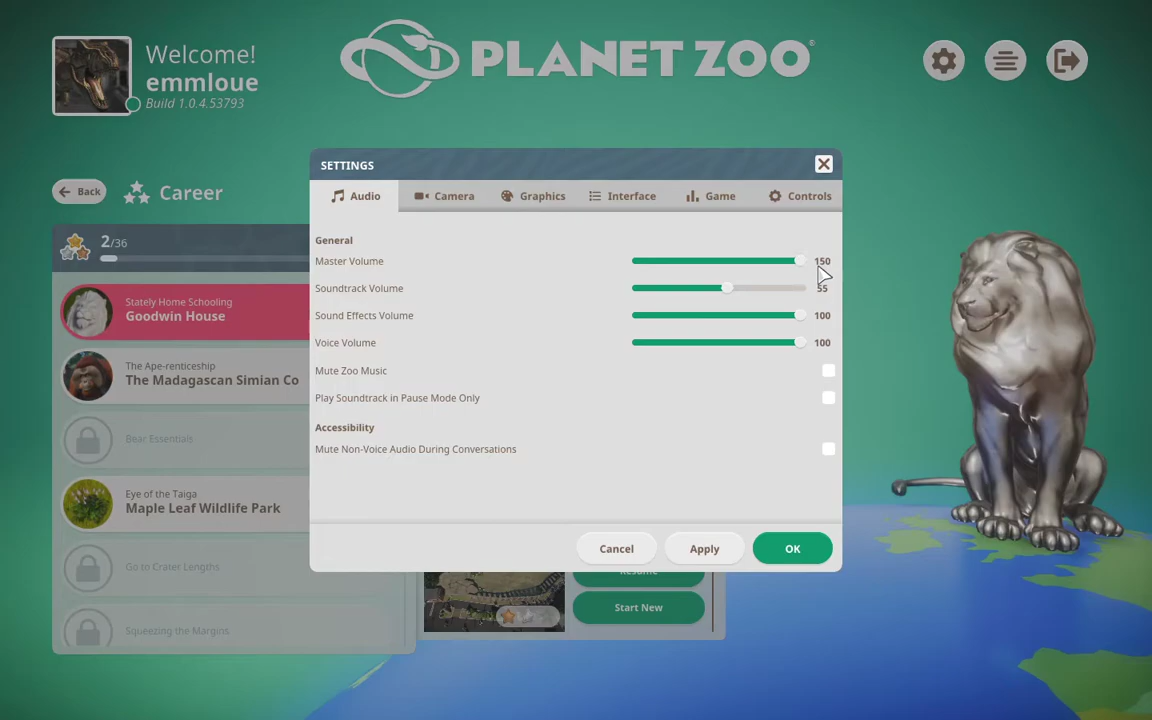 Welcome!
emmloue
Build 1.0.4.53793
PLANET ZOO
Back
Career
2/36
Stately Home Schooling
Goodwin House
The Ape-renticeship
The Madagascan Simian Co
Bear Essentials
Eye of the Taiga
Maple Leaf Wildlife Park
Go to Crater Lengths
Squeezing the Margins
SETTINGS
Audio Camera Graphics Interface Game Controls
General
Master Volume 150
Soundtrack Volume 55
Sound Effects Volume 100
Voice Volume 100
Mute Zoo Music
Play Soundtrack in Pause Mode Only
Accessibility
Mute Non-Voice Audio During Conversations
Cancel Apply OK
Resume
Start New